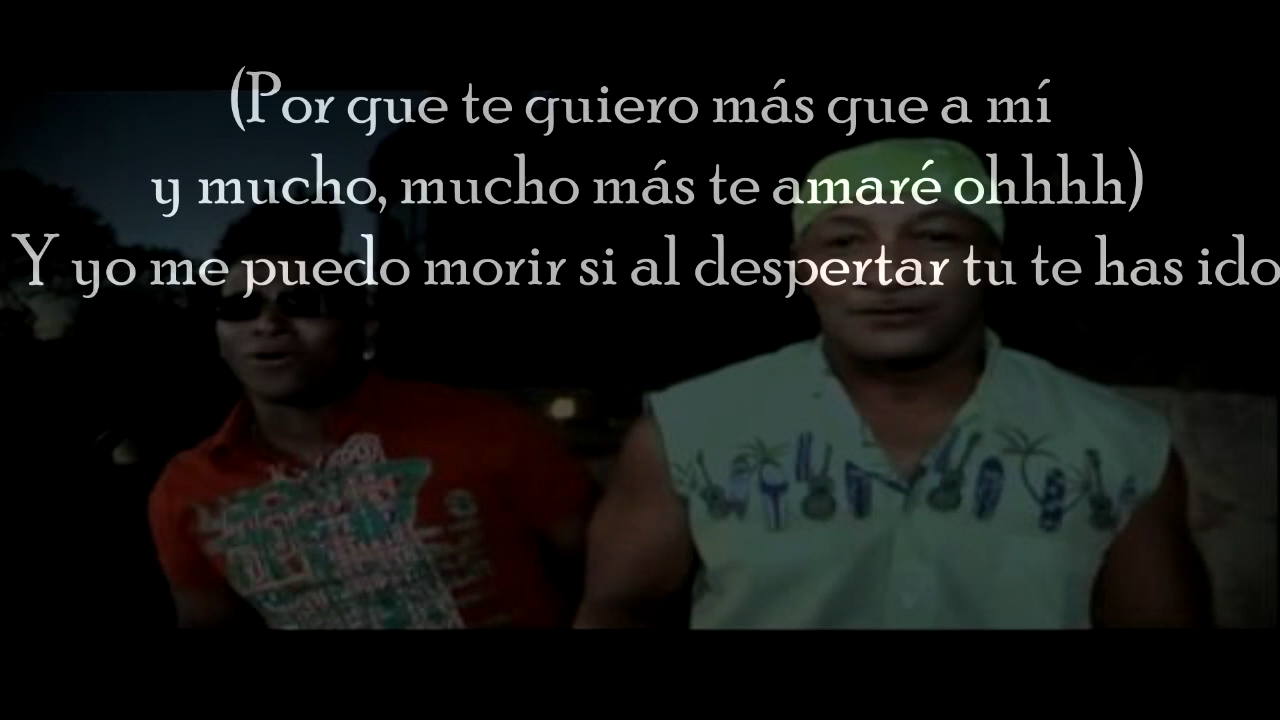 (Por que te quiero más que a mí
y mucho, mucho más te amaré ohhhh)
Y yo me puedo morir si al despertar tu te has ido